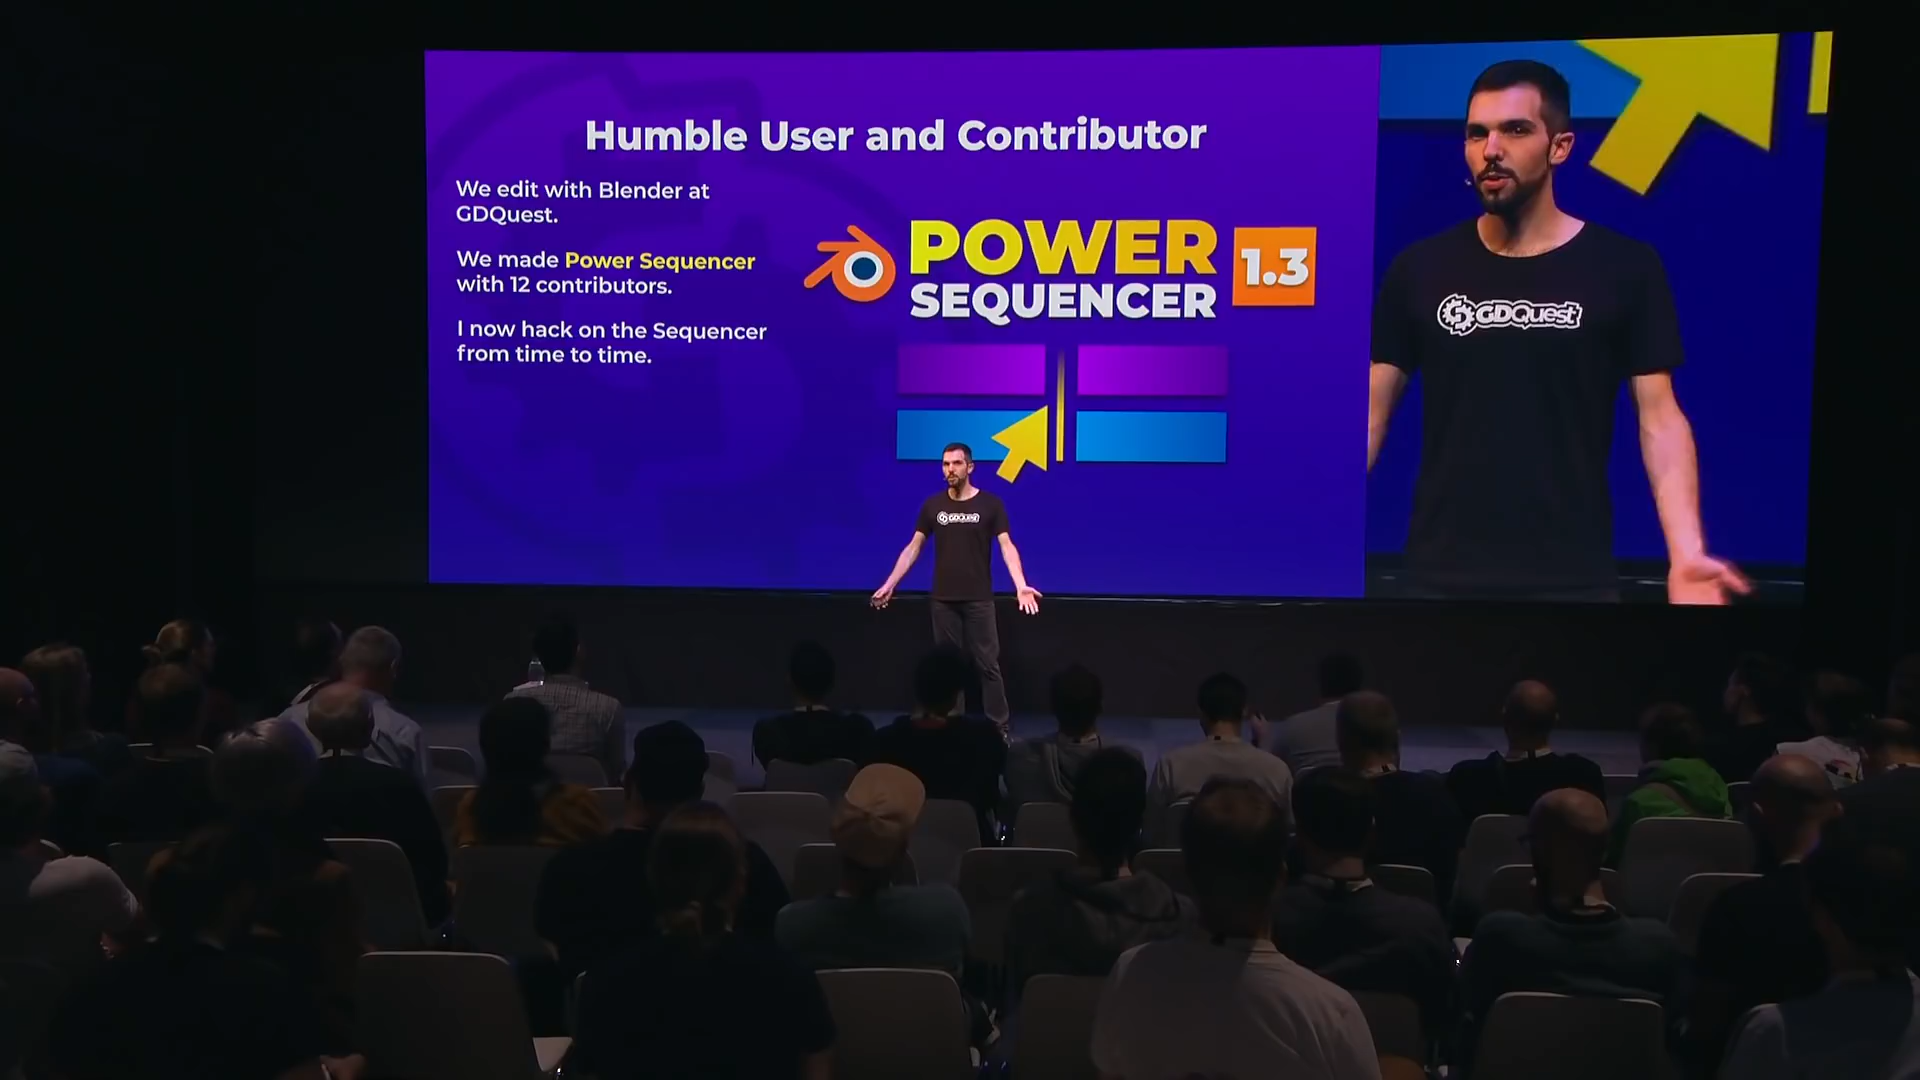 Humble User and Contributor
We edit with Blender at
GDQuest.
We made Power Sequencer
with 12 contributors.
I now hack on the Sequencer
from time to time.
POWER
SEQUENCER
1.3
GDQuest
GDQuest